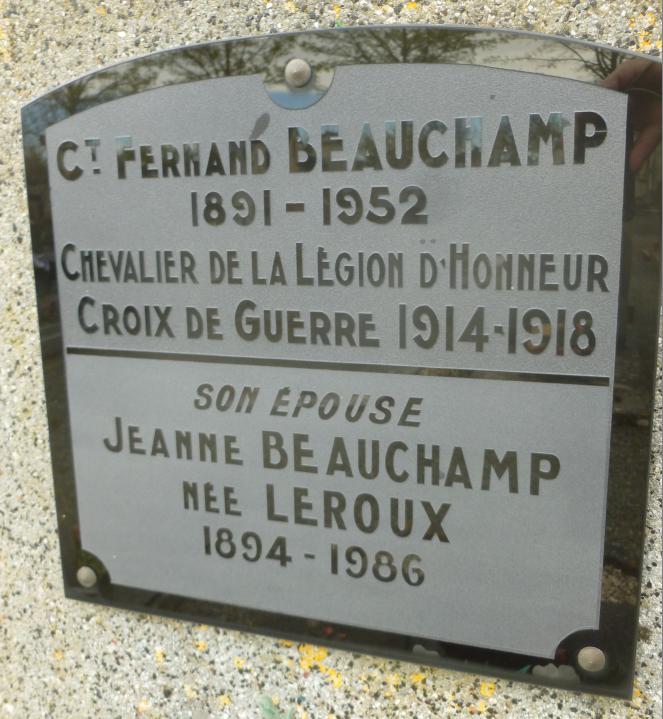 Cᵀ Fernand BEAUCHAMP
1891 - 1952
Chevalier de la Légion d'Honneur
Croix de Guerre 1914-1918
SON ÉPOUSE
Jeanne BEAUCHAMP
née LEROUX
1894 - 1986